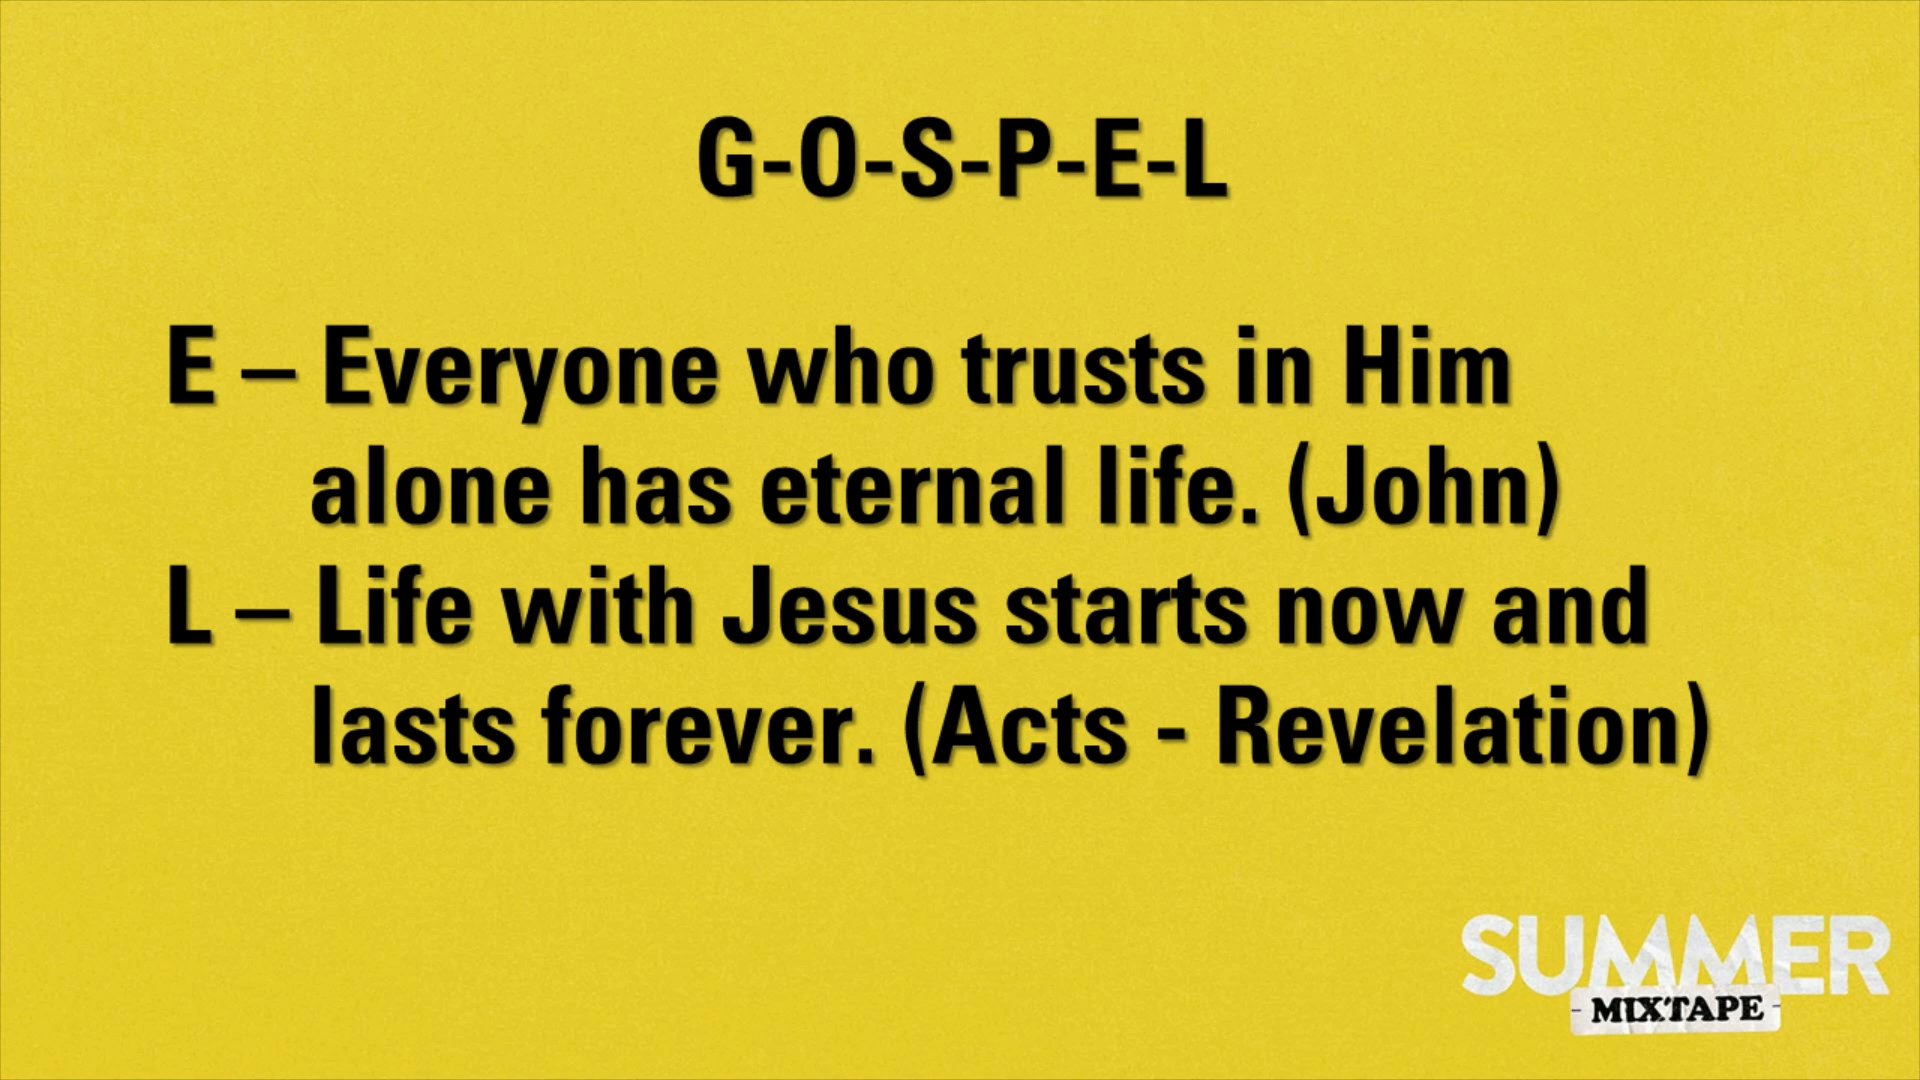 G-O-S-P-E-L
E – Everyone who trusts in Him
alone has eternal life. (John)
L – Life with Jesus starts now and
lasts forever. (Acts - Revelation)
SUMMER
- MIXTAPE -